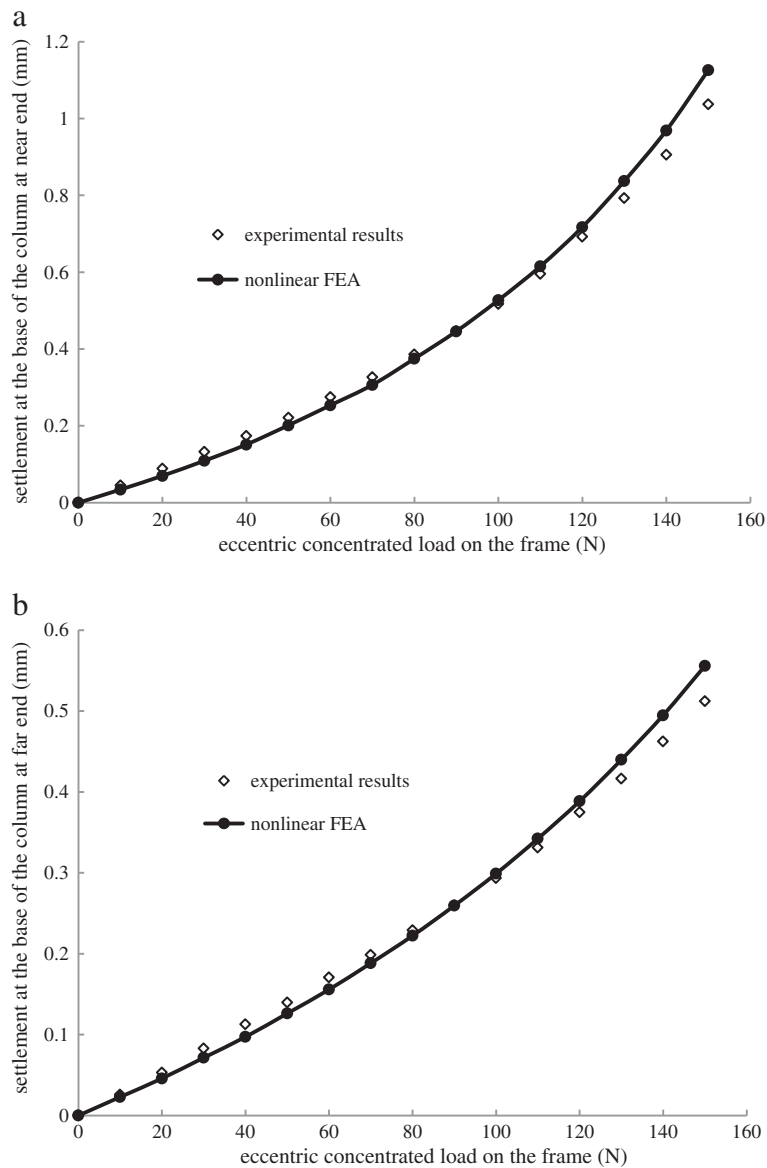 a
settlement at the base of the column at near end (mm)
1.2
1
0.8
0.6
0.4
0.2
0
experimental results
nonlinear FEA
0 20 40 60 80 100 120 140 160
eccentric concentrated load on the frame (N)
b
settlement at the base of the column at far end (mm)
0.6
0.5
0.4
0.3
0.2
0.1
0
experimental results
nonlinear FEA
0 20 40 60 80 100 120 140 160
eccentric concentrated load on the frame (N)